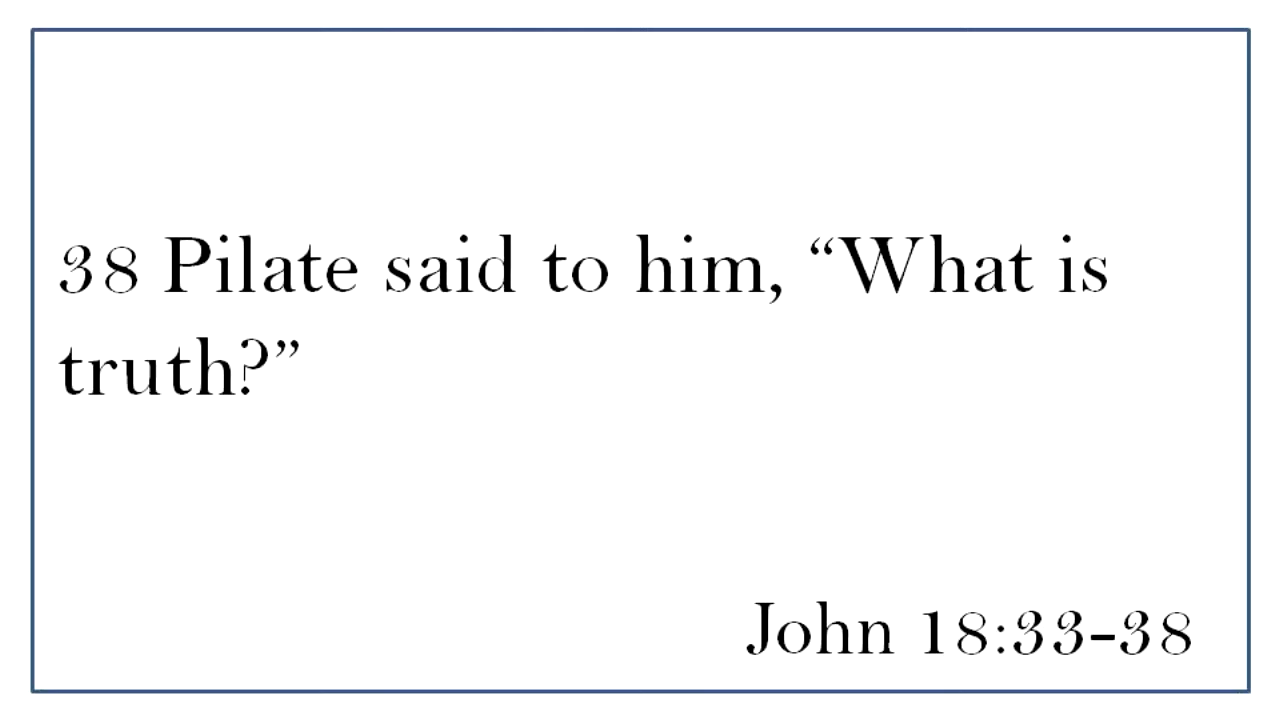 38 Pilate said to him, “What is
truth?”
John 18:33-38